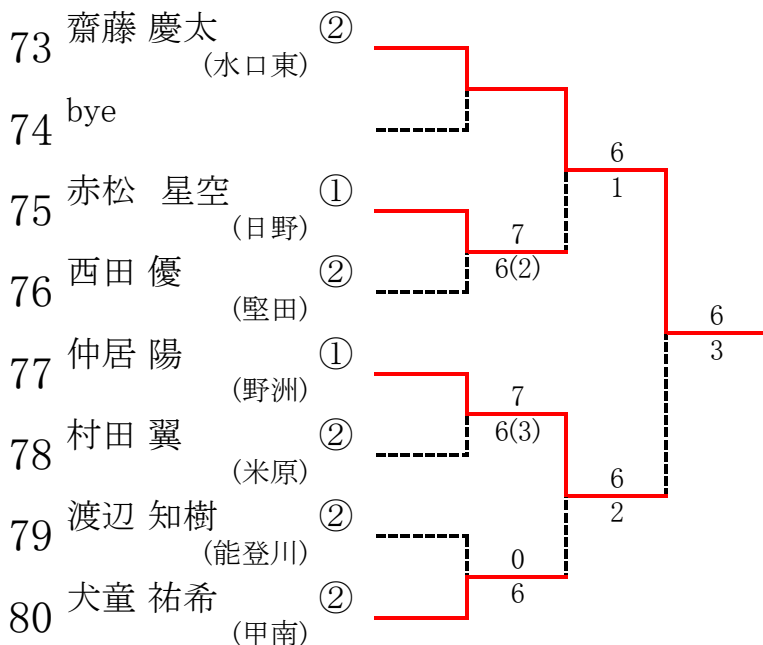 73 齋藤 慶太 ②
(水口東)
74 bye
6
1
75 赤松 星空 ①
(日野)
7
6(2)
76 西田 優 ②
(堅田)
6
3
77 仲居 陽 ①
(野洲)
7
6(3)
78 村田 翼 ②
(米原)
6
2
79 渡辺 知樹 ②
(能登川)
0
6
80 犬童 祐希 ②
(甲南)